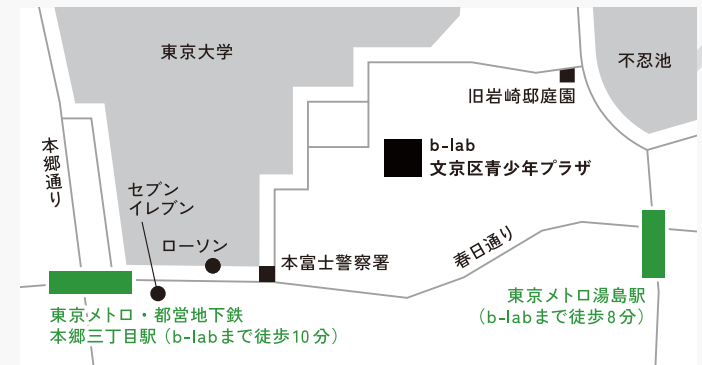 東京大学
不忍池
旧岩崎邸庭園
b-lab
文京区青少年プラザ
本郷通り
セブン
イレブン
ローソン
本富士警察署
春日通り
東京メトロ・都営地下鉄
本郷三丁目駅（b-labまで徒歩10分）
東京メトロ湯島駅
（b-labまで徒歩8分）